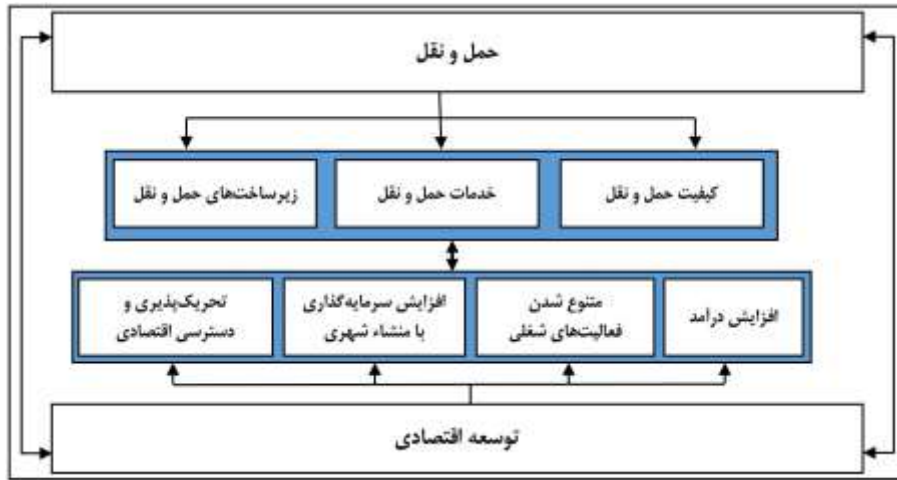 حمل و نقل
کیفیت حمل و نقل
خدمات حمل و نقل
زیرساخت‌های حمل و نقل
افزایش درآمد
متنوع شدن
فعالیت‌های شغلی
افزایش سرمایه‌گذاری
با منشاء شهری
تحریک‌پذیری و
دسترسی اقتصادی
توسعه اقتصادی